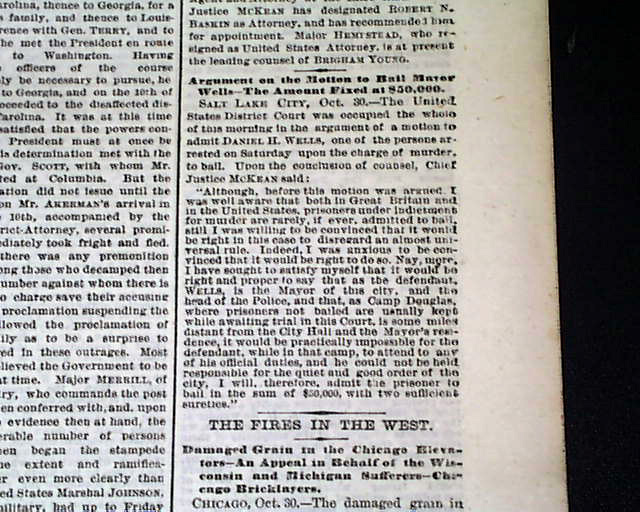 arolina, thence to Georgia, for a
s family, and thence to Louis-
rence with Gen. TERRY, and to
he met the President en route
to Washington. Having
officers of the course
ly be necessary to pursue, he
to Georgia, and on the 10th of
oceeded to the disaffected dis-
arolina. It was at this time
satisfied that the powers con-
President must at once be
is determination met with the
Gov. SCOTT, with whom Mr.
ted at Columbia. But the
ation did not issue until the
on Mr. AKERMAN'S arrival in
10th, accompanied by the
trict-Attorney, several promi-
diately took fright and fled.
there was any premonition
ong those who decamped then
umber against whom there is
o charge save their accusing
proclamation suspending the
llowed the proclamation of
ily as to be a surprise to
red in these outrages. Most
lieved the Government to be
at time. Major MERRILL, of
ry, who commands the post
en conferred with, and, upon
evidence then at hand, the
erable number of persons
een began the stampede
he extent and ramifica-
r even more clearly than
ed States Marshal JOHNSON,
military, had up to Friday
Justice MCKEAN has designated ROBERT N.
BASKIN as Attorney, and has recommended him
for appointment. Major HEMISTEAD, who re-
signed as United States Attorney, is at present
the leading counsel of BRIGHAM YOUNG.
Argument on the Motion to Bail Mayor
Wells—The Amount Fixed at $50,000.
SALT LAKE CITY, Oct. 30.—The United
States District Court was occupied the whole
of this morning in the argument of a motion to
admit DANIEL H. WELLS, one of the persons ar-
rested on Saturday upon the charge of murder,
to bail. Upon the conclusion of counsel, Chief
Justice MCKEAN said:
"Although, before this motion was argued, I
was well aware that both in Great Britain and
in the United States, prisoners under indictment
for murder are rarely, if ever, admitted to bail,
still I was willing to be convinced that it would
be right in this case to disregard an almost uni-
versal rule. Indeed, I was anxious to be con-
vinced that it would be right to do so. Nay, more,
I have sought to satisfy myself that it would be
right and proper to say that as the defendant,
WELLS, is the Mayor of this city, and the
head of the Police, and that, as Camp Douglas,
where prisoners not bailed are usually kept
while awaiting trial in this Court, is some miles
distant from the City Hall and the Mayor's resi-
dence, it would be practically impossible for the
defendant, while in that camp, to attend to any
of his official duties, and he could not be held
responsible for the quiet and good order of the
city, I will, therefore, admit the prisoner to
bail in the sum of $50,000, with two sufficient
sureties."
THE FIRES IN THE WEST.
Damaged Grain in the Chicago Eleva-
tors—An Appeal in Behalf of the Wis-
consin and Michigan Sufferers—Chi-
cago Bricklayers.
CHICAGO, Oct. 30.—The damaged grain in